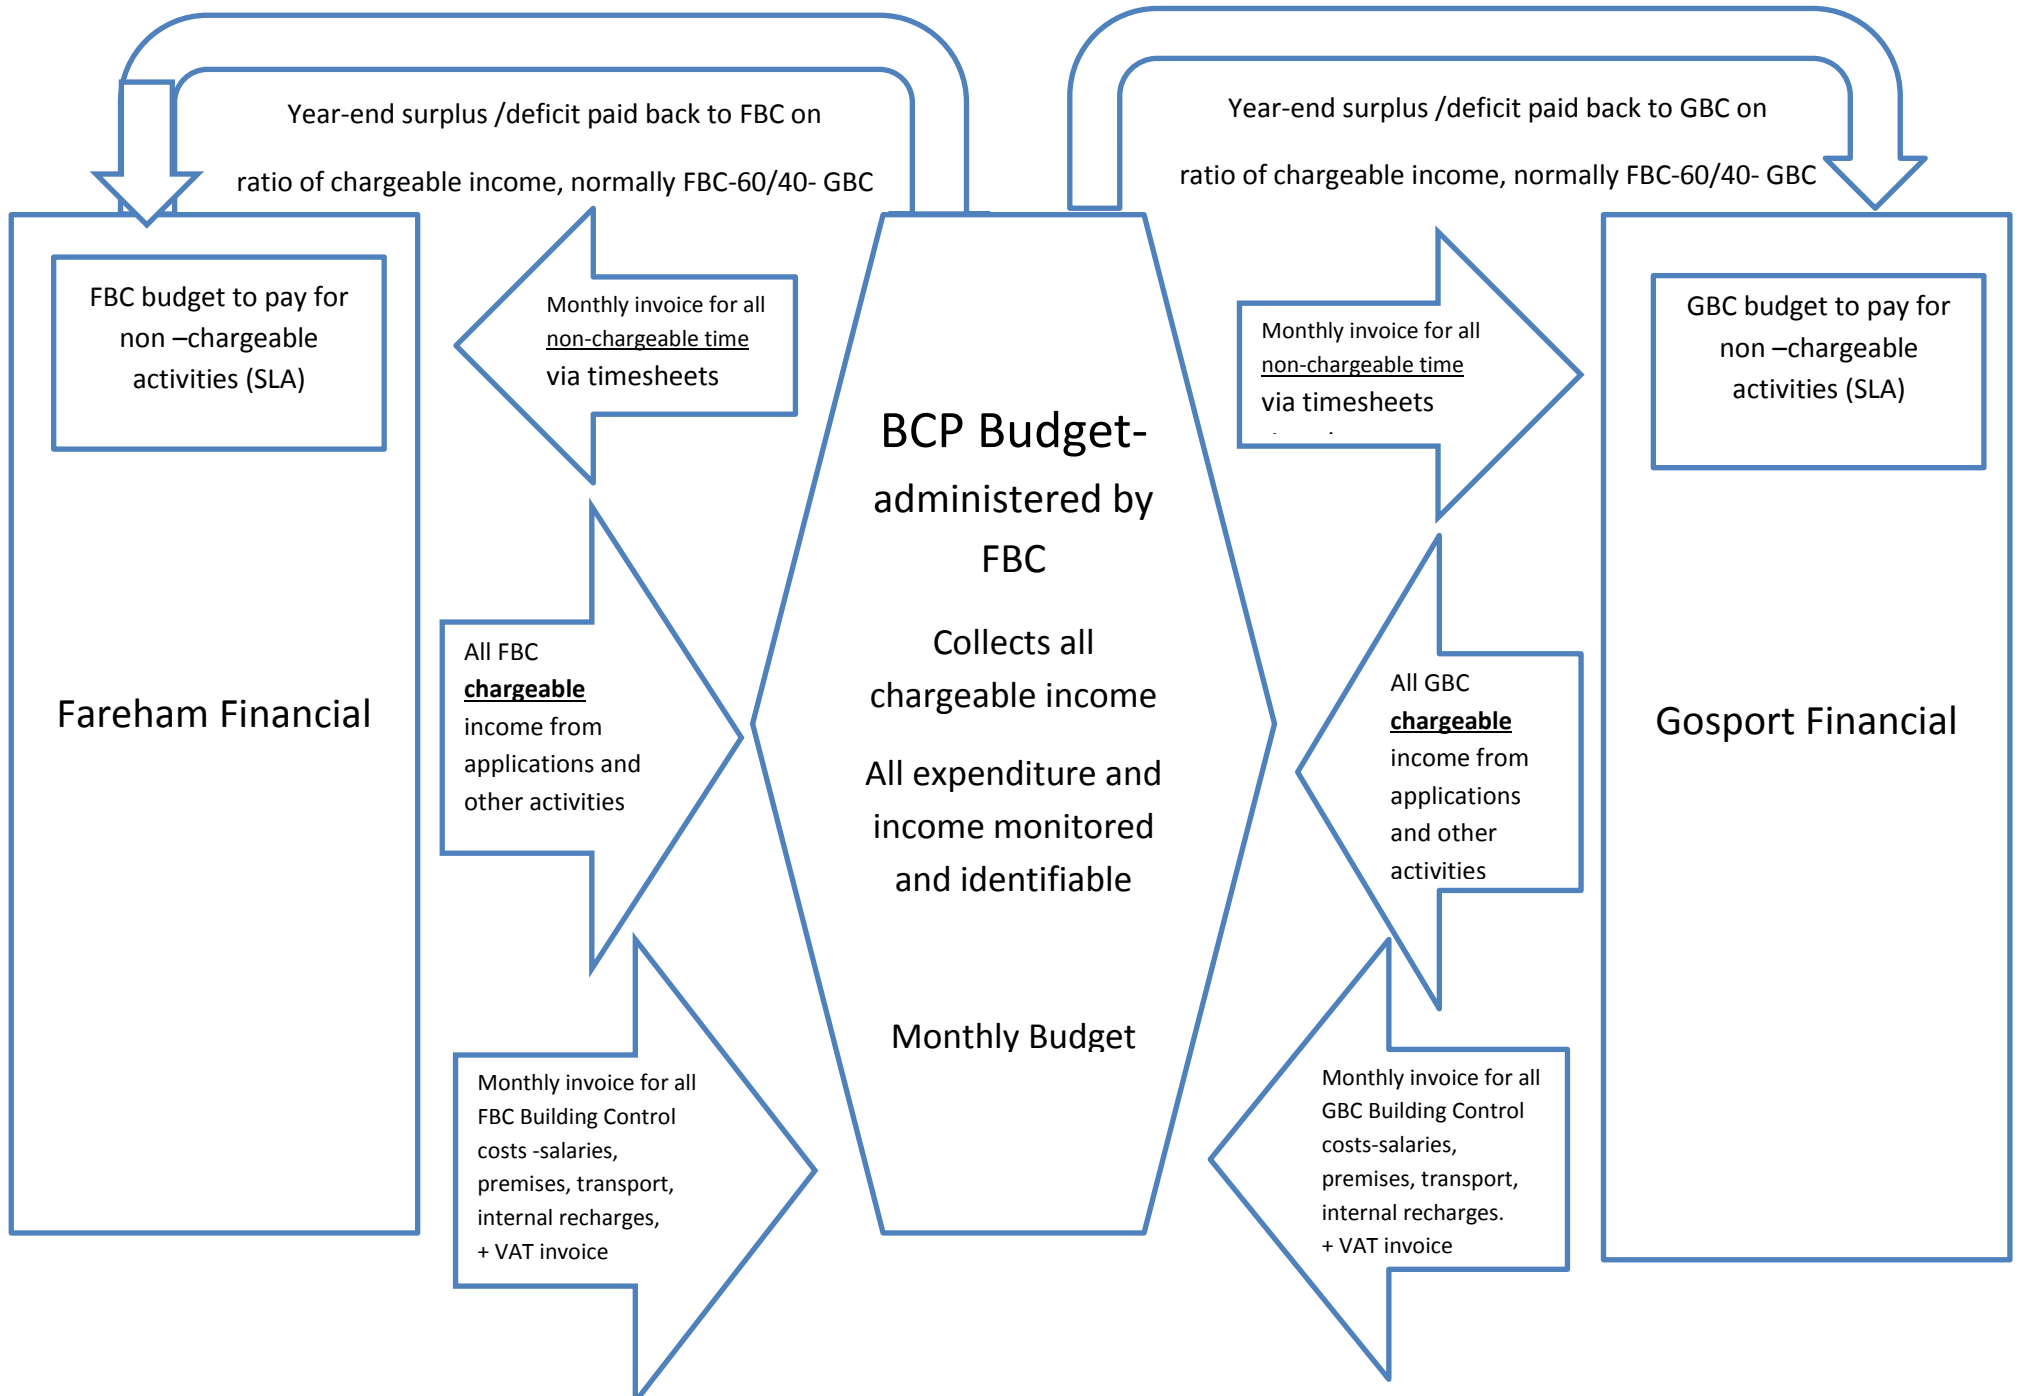 Year-end surplus /deficit paid back to FBC on
ratio of chargeable income, normally FBC-60/40- GBC
Year-end surplus /deficit paid back to GBC on
ratio of chargeable income, normally FBC-60/40- GBC
FBC budget to pay for
non –chargeable
activities (SLA)
Fareham Financial
Monthly invoice for all
non-chargeable time
via timesheets
All FBC
chargeable
income from
applications and
other activities
Monthly invoice for all
FBC Building Control
costs -salaries,
premises, transport,
internal recharges,
+ VAT invoice
BCP Budget-
administered by
FBC
Collects all
chargeable income
All expenditure and
income monitored
and identifiable
Monthly Budget
Monthly invoice for all
non-chargeable time
via timesheets
All GBC
chargeable
income from
applications
and other
activities
Monthly invoice for all
GBC Building Control
costs-salaries,
premises, transport,
internal recharges.
+ VAT invoice
GBC budget to pay for
non –chargeable
activities (SLA)
Gosport Financial